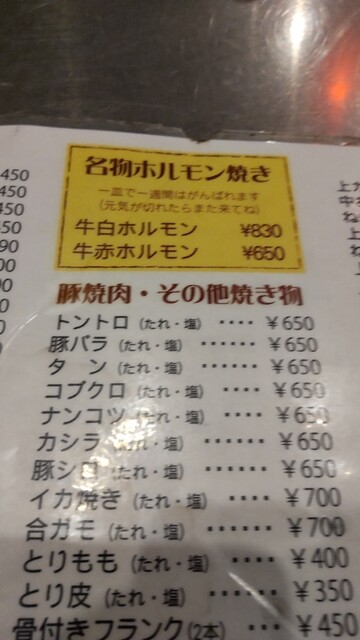 名物ホルモン焼き
一皿で一週間はがんばれます
(元気が切れたらまた来てね)
牛白ホルモン ¥830
牛赤ホルモン ¥650
豚焼肉・その他焼き物
トントロ (たれ・塩) ････ ¥650
豚バラ (たれ・塩) ･･････ ¥650
タン (たれ・塩) ･･････ ¥650
コブクロ (たれ・塩) ････ ¥650
ナンコツ (たれ・塩) ････ ¥650
カシラ (たれ・塩) ･･････ ¥650
豚シロ (たれ・塩) ･･････ ¥650
イカ焼き (たれ・塩) ････ ¥700
合ガモ (たれ・塩) ･･････ ¥700
とりもも (たれ・塩) ････ ¥400
とり皮 (たれ・塩) ･･････ ¥350
骨付きフランク(2本) ･･･ ¥450
450
450
450